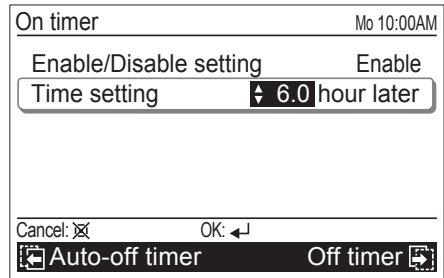 On timer Mo 10:00AM
Enable/Disable setting Enable
Time setting 6.0 hour later
Cancel: OK:
Auto-off timer Off timer